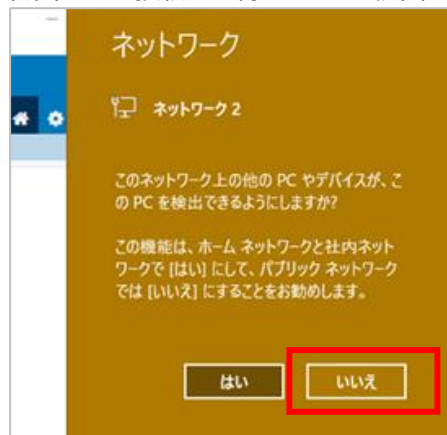 ネットワーク
ネットワーク 2
このネットワーク上の他の PC やデバイスが、こ
の PC を検出できるようにしますか?
この機能は、ホーム ネットワークと社内ネット
ワークで [はい] にして、パブリック ネットワーク
では [いいえ] にすることをお勧めします。
はい
いいえ